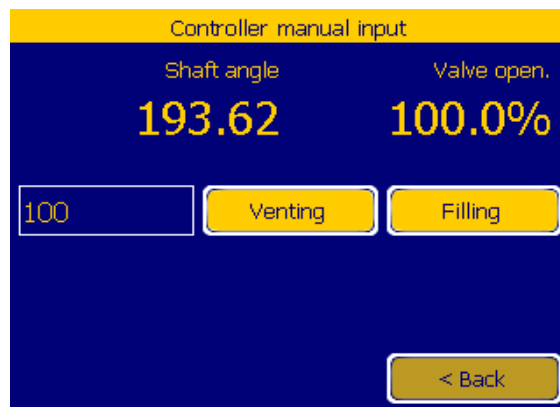 Controller manual input
Shaft angle Valve open.
193.62 100.0%
100 Venting Filling
< Back